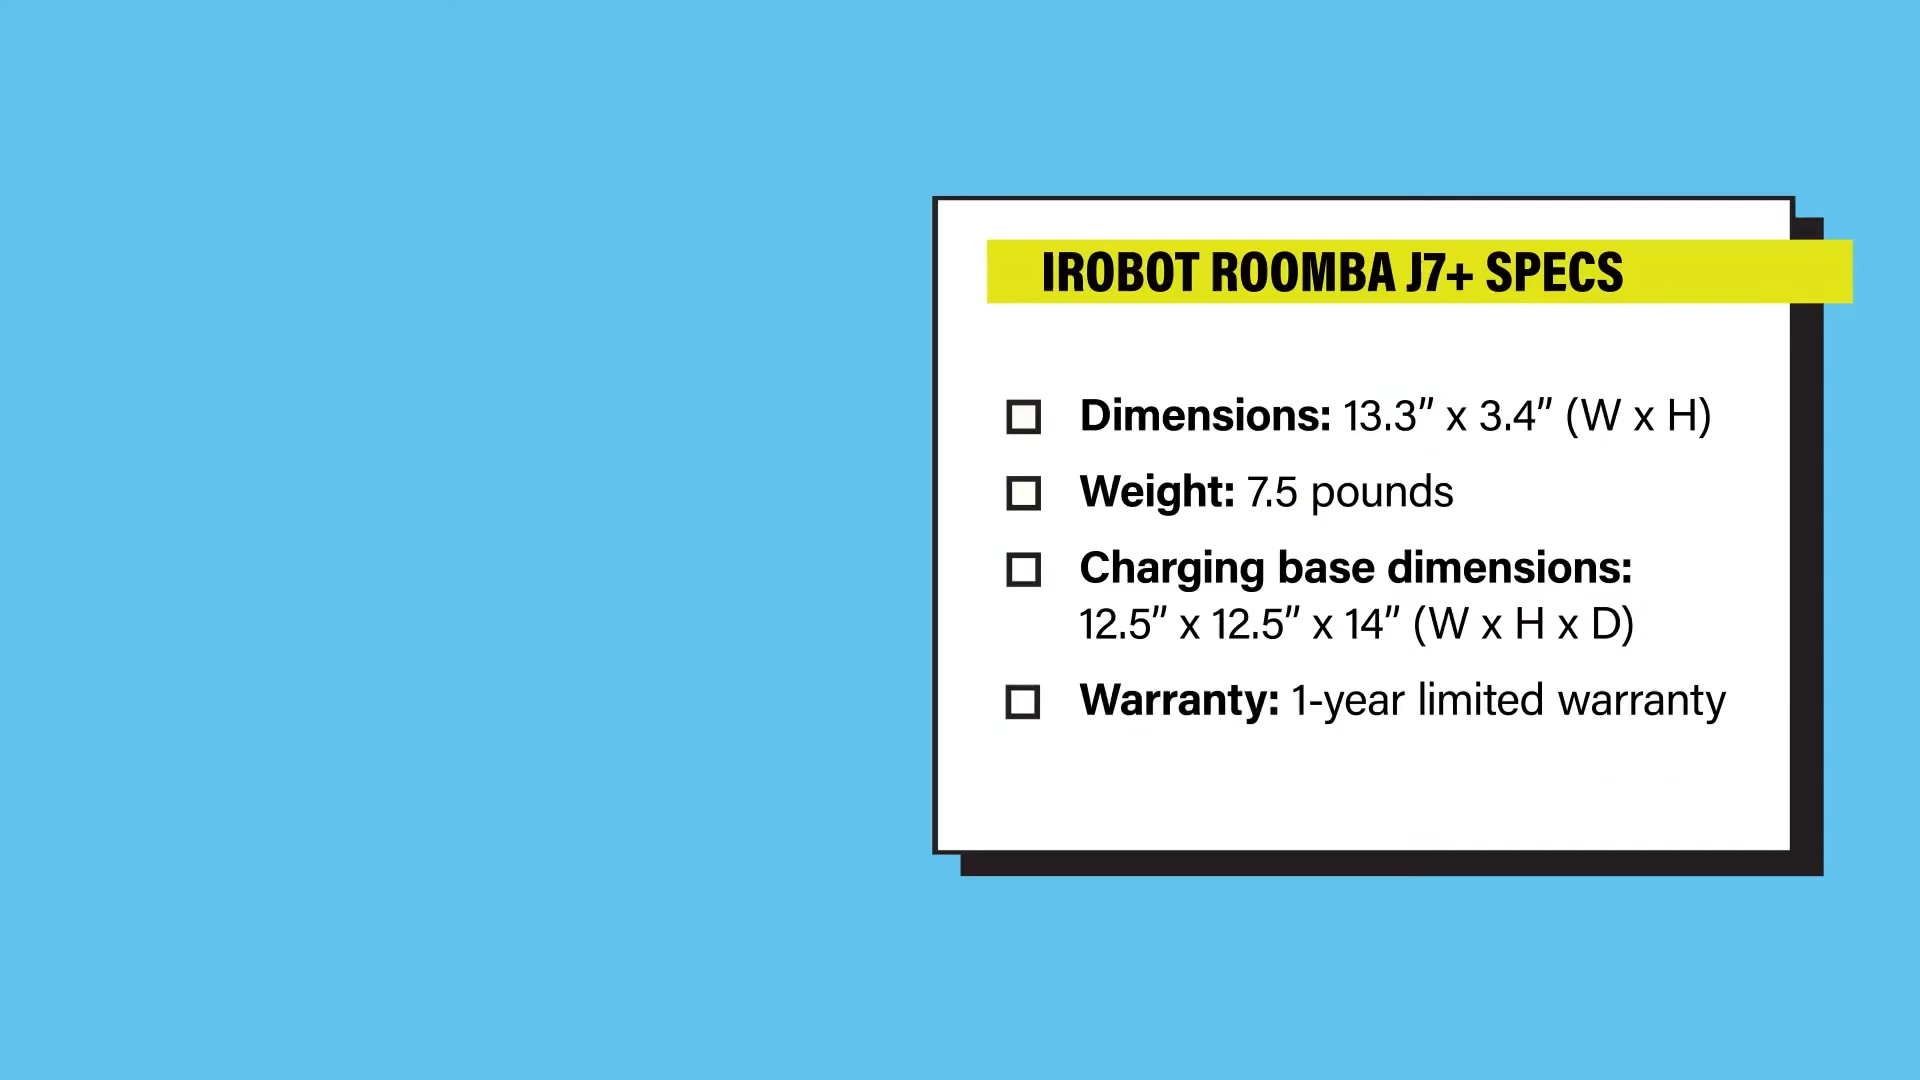 IROBOT ROOMBA J7+ SPECS
Dimensions: 13.3” x 3.4” (W x H)
Weight: 7.5 pounds
Charging base dimensions:
12.5” x 12.5” x 14” (W x H x D)
Warranty: 1-year limited warranty